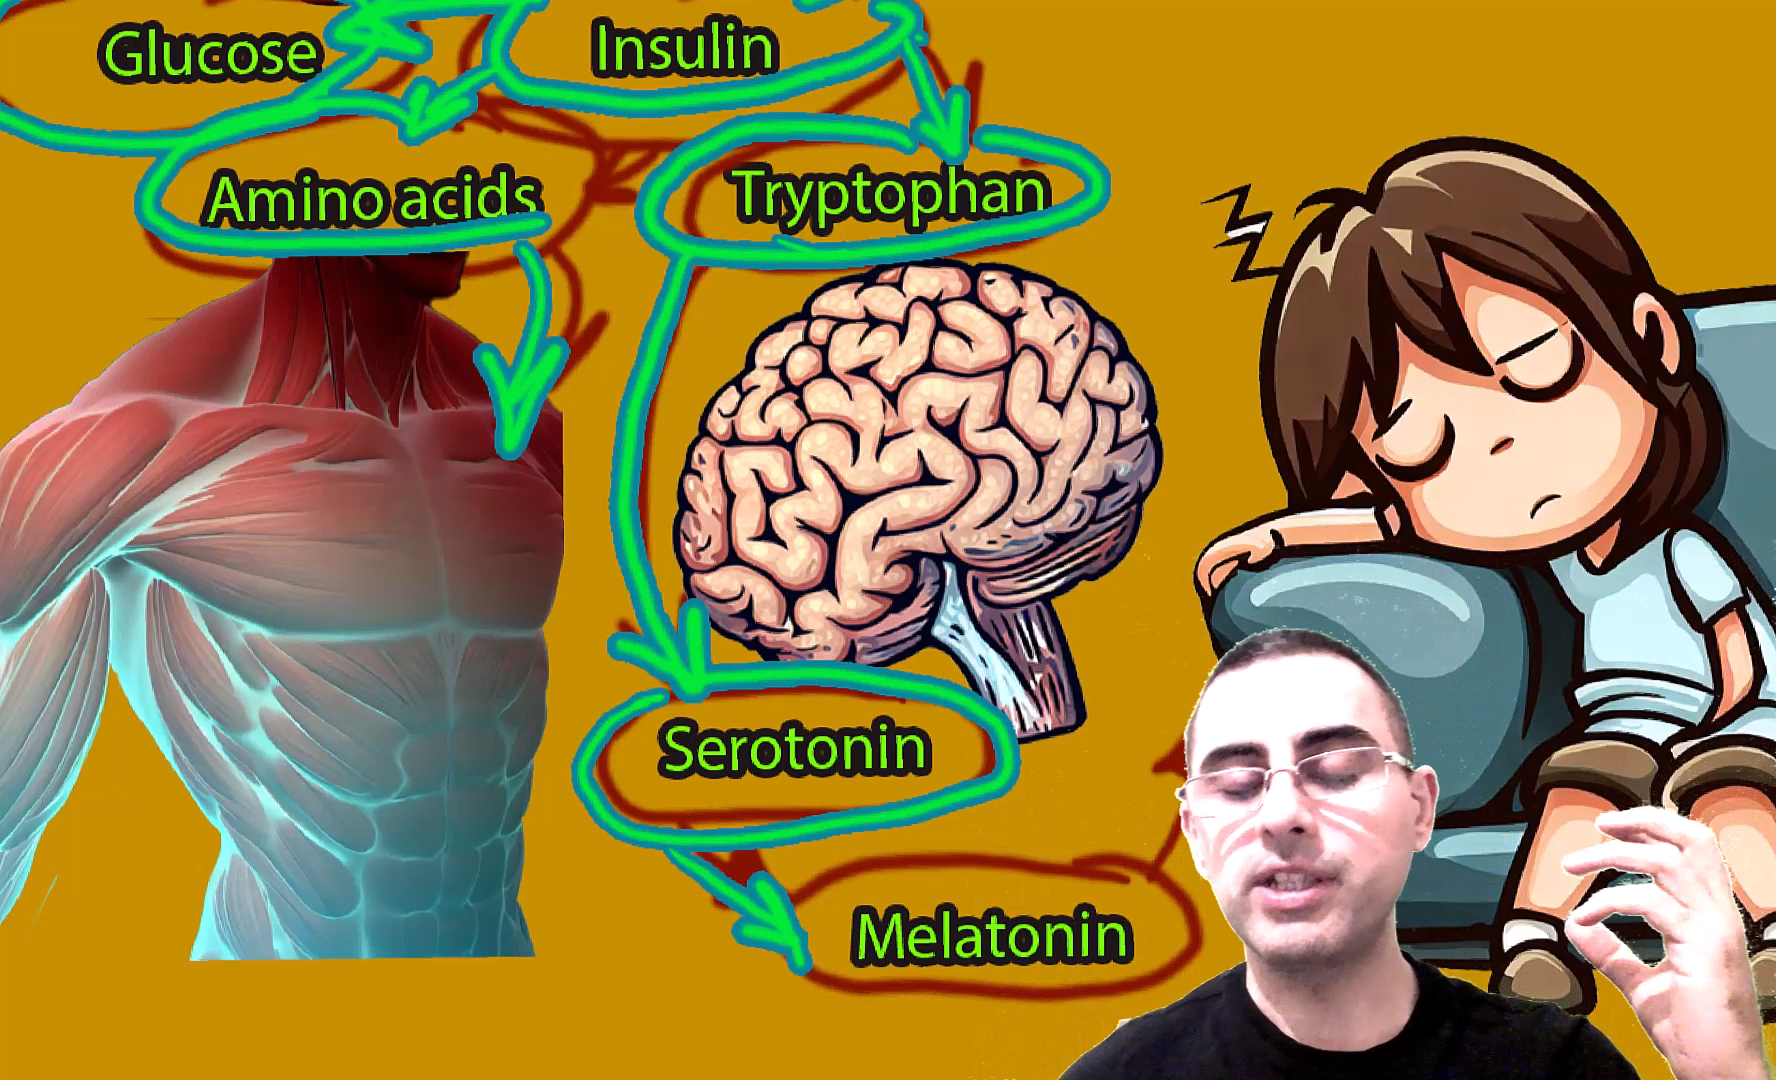 Glucose
Insulin
Amino acids
Tryptophan
Serotonin
Melatonin